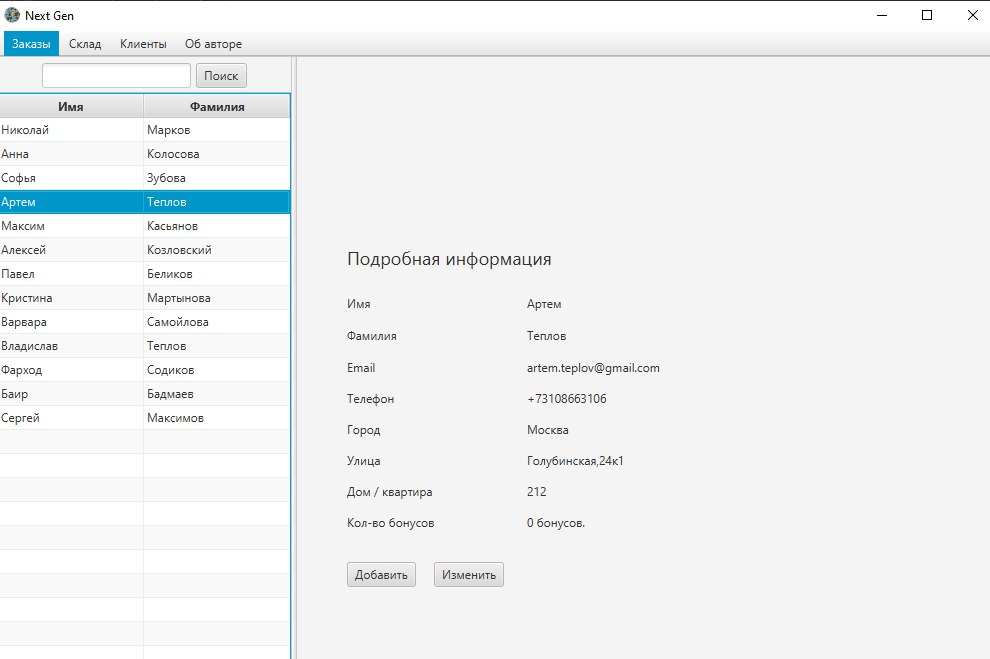 Next Gen
Заказы Склад Клиенты Об авторе
Поиск
Имя Фамилия
Николай Марков
Анна Колосова
Софья Зубова
Артем Теплов
Максим Касьянов
Алексей Козловский
Павел Беликов
Кристина Мартынова
Варвара Самойлова
Владислав Теплов
Фарход Содиков
Баир Бадмаев
Сергей Максимов
Подробная информация
Имя Артем
Фамилия Теплов
Email artem.teplov@gmail.com
Телефон +73108663106
Город Москва
Улица Голубинская,24к1
Дом / квартира 212
Кол-во бонусов 0 бонусов.
Добавить Изменить